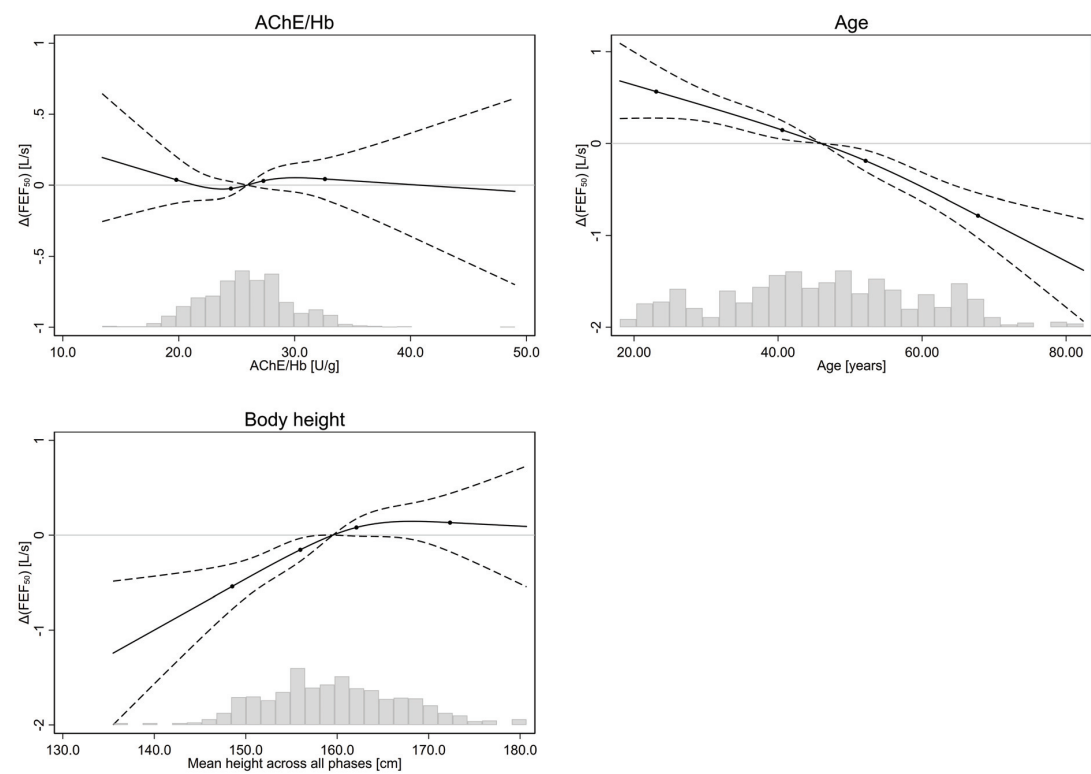 AChE/Hb
Δ(FEF₅₀) [L/s]
1
.5
0
-.5
-1
10.0 20.0 30.0 40.0 50.0
AChE/Hb [U/g]
Age
Δ(FEF₅₀) [L/s]
1
0
-1
-2
20.00 40.00 60.00 80.00
Age [years]
Body height
Δ(FEF₅₀) [L/s]
1
0
-1
-2
130.0 140.0 150.0 160.0 170.0 180.0
Mean height across all phases [cm]